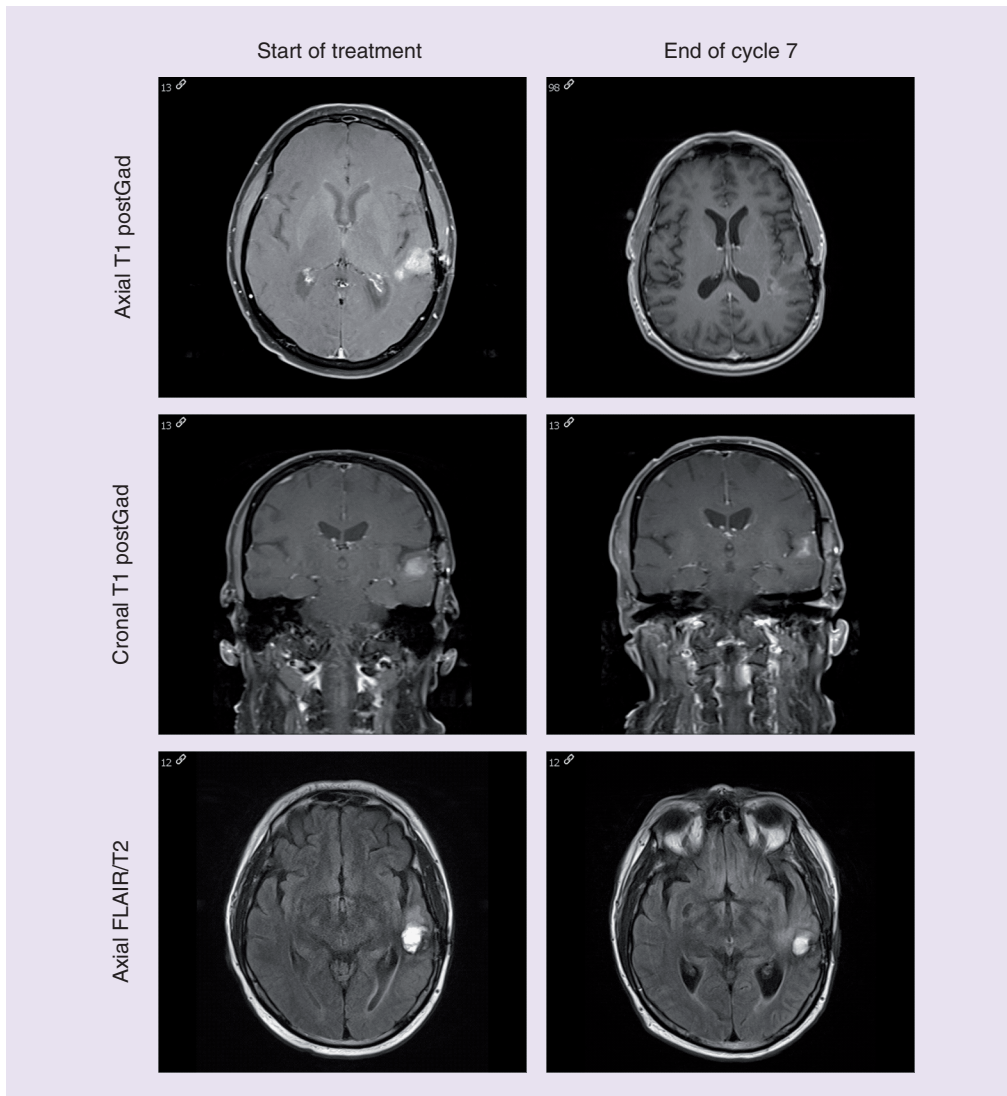 Start of treatment
End of cycle 7
Axial T1 postGad
13
98
Cronal T1 postGad
13
13
Axial FLAIR/T2
12
12